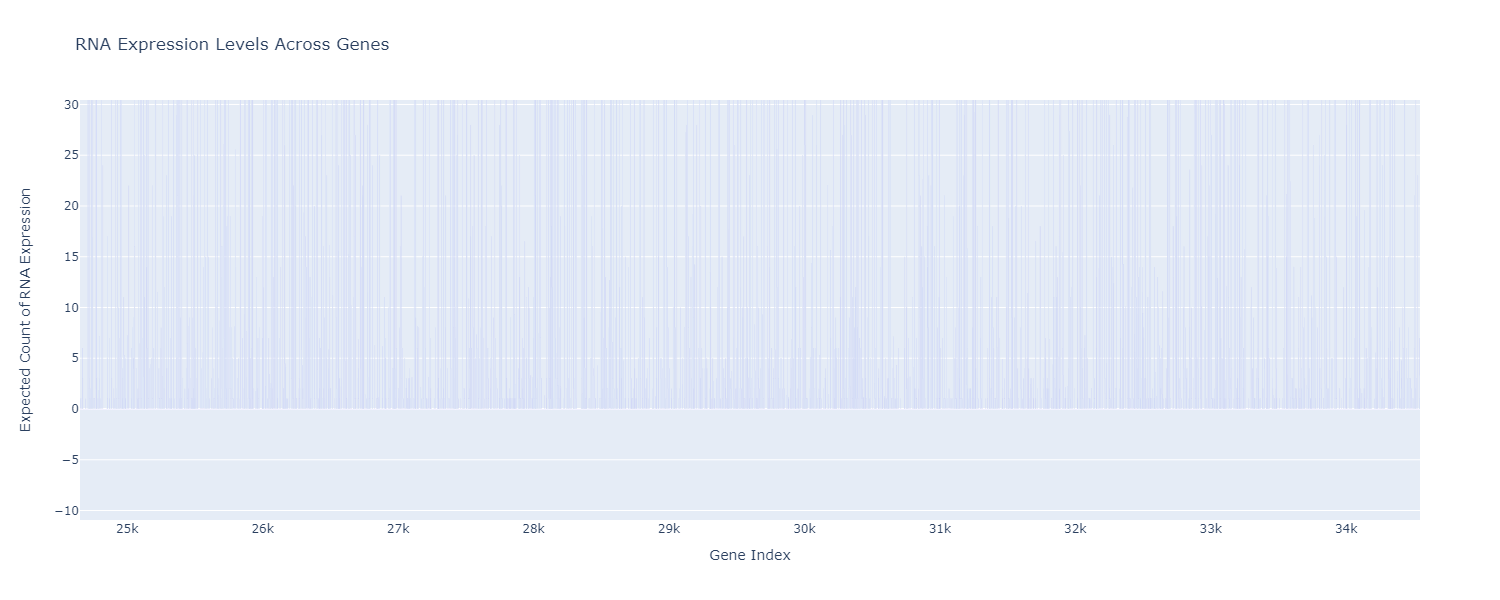 RNA Expression Levels Across Genes
Expected Count of RNA Expression
30
25
20
15
10
5
0
−5
−10
25k 26k 27k 28k 29k 30k 31k 32k 33k 34k
Gene Index